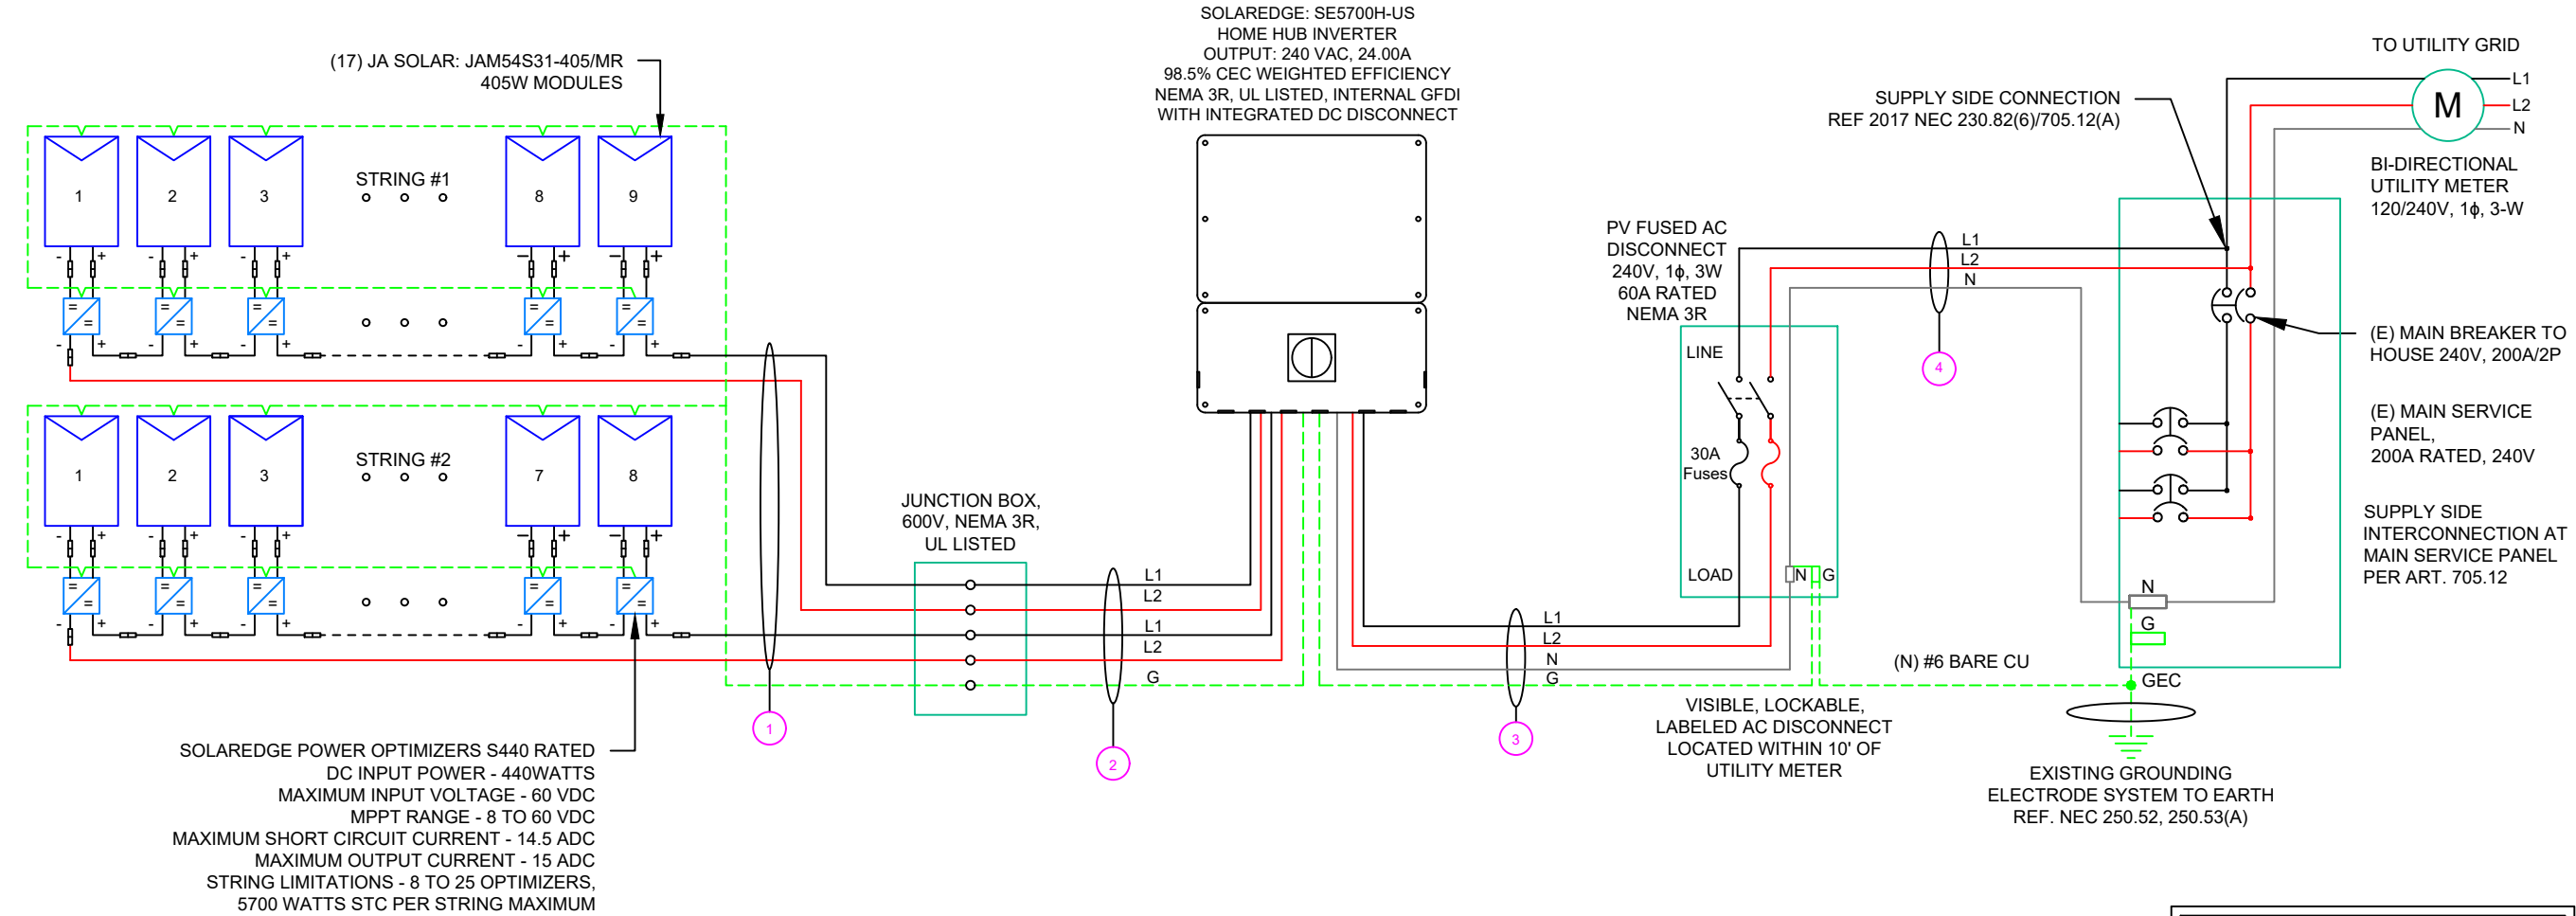 SOLAREDGE: SE5700H-US
HOME HUB INVERTER
OUTPUT: 240 VAC, 24.00A
98.5% CEC WEIGHTED EFFICIENCY
NEMA 3R, UL LISTED, INTERNAL GFDI
WITH INTEGRATED DC DISCONNECT
(17) JA SOLAR: JAM54S31-405/MR
405W MODULES
TO UTILITY GRID
L1
L2
N
M
SUPPLY SIDE CONNECTION
REF 2017 NEC 230.82(6)/705.12(A)
BI-DIRECTIONAL
UTILITY METER
120/240V, 1ϕ, 3-W
1
2
3
STRING #1
8
9
- + - + - + - + - +
= = = = = = = = = =
- + - + - + - + - +
PV FUSED AC
DISCONNECT
240V, 1ϕ, 3W
60A RATED
NEMA 3R
L1
L2
N
4
LINE
30A
Fuses
LOAD
N G
(E) MAIN BREAKER TO
HOUSE 240V, 200A/2P
(E) MAIN SERVICE
PANEL,
200A RATED, 240V
SUPPLY SIDE
INTERCONNECTION AT
MAIN SERVICE PANEL
PER ART. 705.12
1
2
3
STRING #2
7
8
- + - + - + - + - +
= = = = = = = = = =
- + - + - + - + - +
JUNCTION BOX,
600V, NEMA 3R,
UL LISTED
L1
L2
L1
L2
G
1
2
L1
L2
N
G
3
N
G
(N) #6 BARE CU
GEC
VISIBLE, LOCKABLE,
LABELED AC DISCONNECT
LOCATED WITHIN 10' OF
UTILITY METER
EXISTING GROUNDING
ELECTRODE SYSTEM TO EARTH
REF. NEC 250.52, 250.53(A)
SOLAREDGE POWER OPTIMIZERS S440 RATED
DC INPUT POWER - 440WATTS
MAXIMUM INPUT VOLTAGE - 60 VDC
MPPT RANGE - 8 TO 60 VDC
MAXIMUM SHORT CIRCUIT CURRENT - 14.5 ADC
MAXIMUM OUTPUT CURRENT - 15 ADC
STRING LIMITATIONS - 8 TO 25 OPTIMIZERS,
5700 WATTS STC PER STRING MAXIMUM